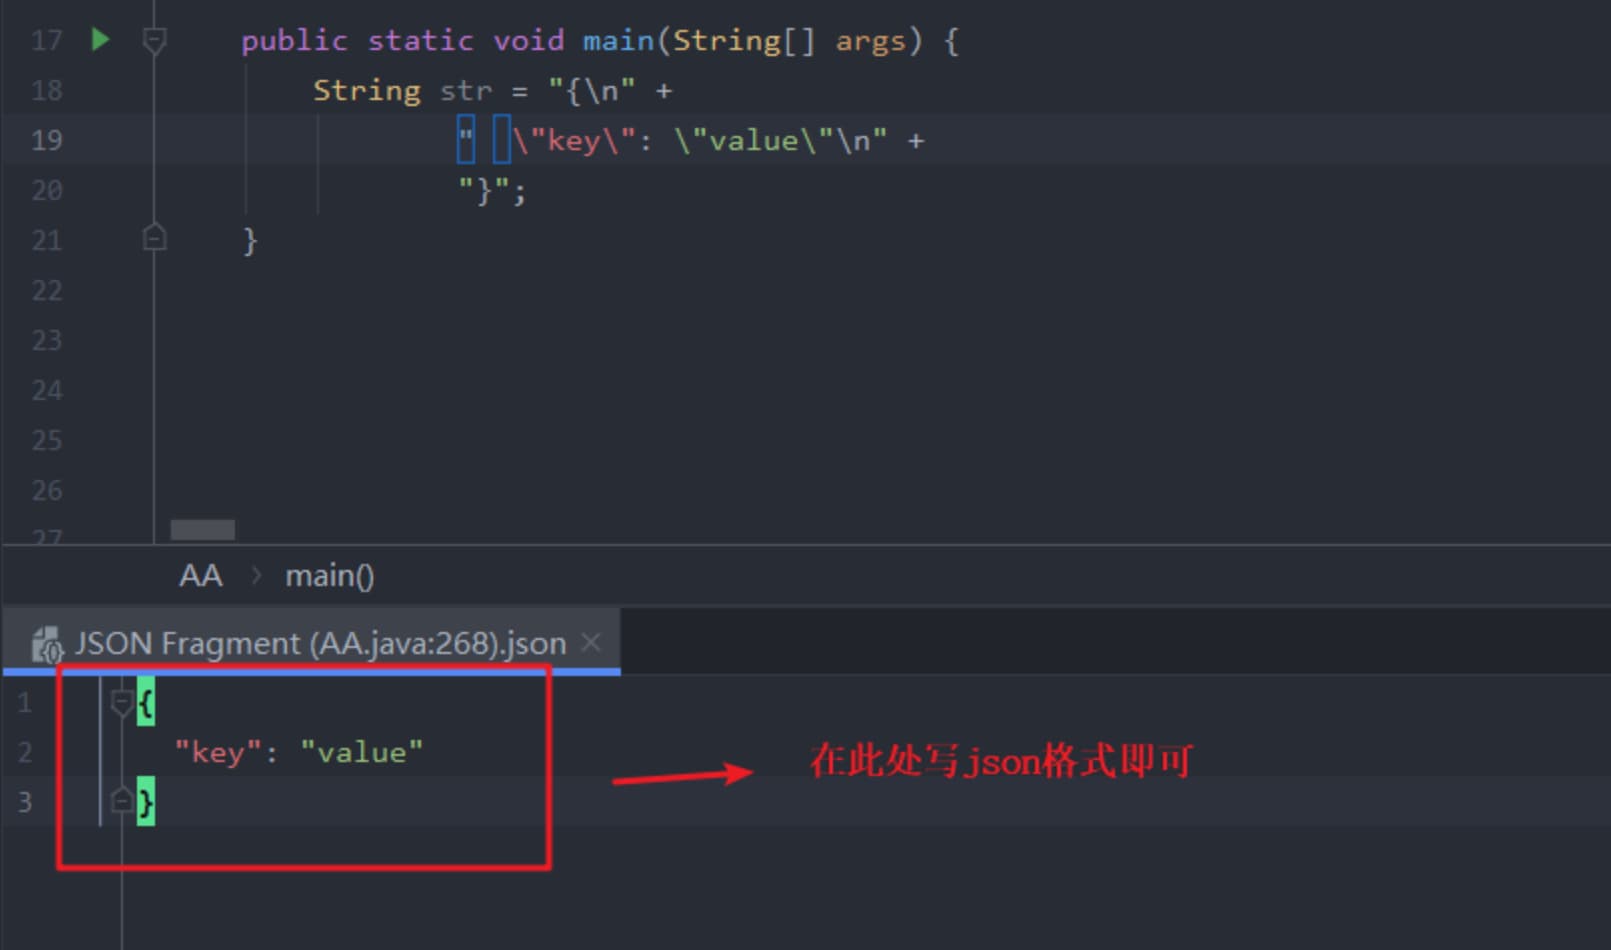 17 public static void main(String[] args) {
18 String str = "{\n" +
19 " \"key\": \"value\"\n" +
20 "}";
21 }
22
23
24
25
26
27
AA > main()
JSON Fragment (AA.java:268).json ×
1 {
2 "key": "value"
在此处写json格式即可
3 }